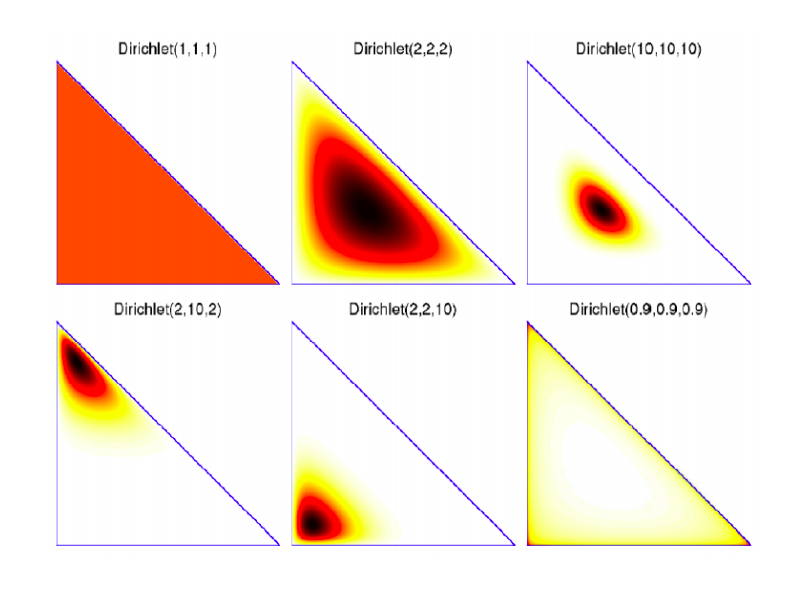 Dirichlet(1,1,1)
Dirichlet(2,2,2)
Dirichlet(10,10,10)
Dirichlet(2,10,2)
Dirichlet(2,2,10)
Dirichlet(0.9,0.9,0.9)